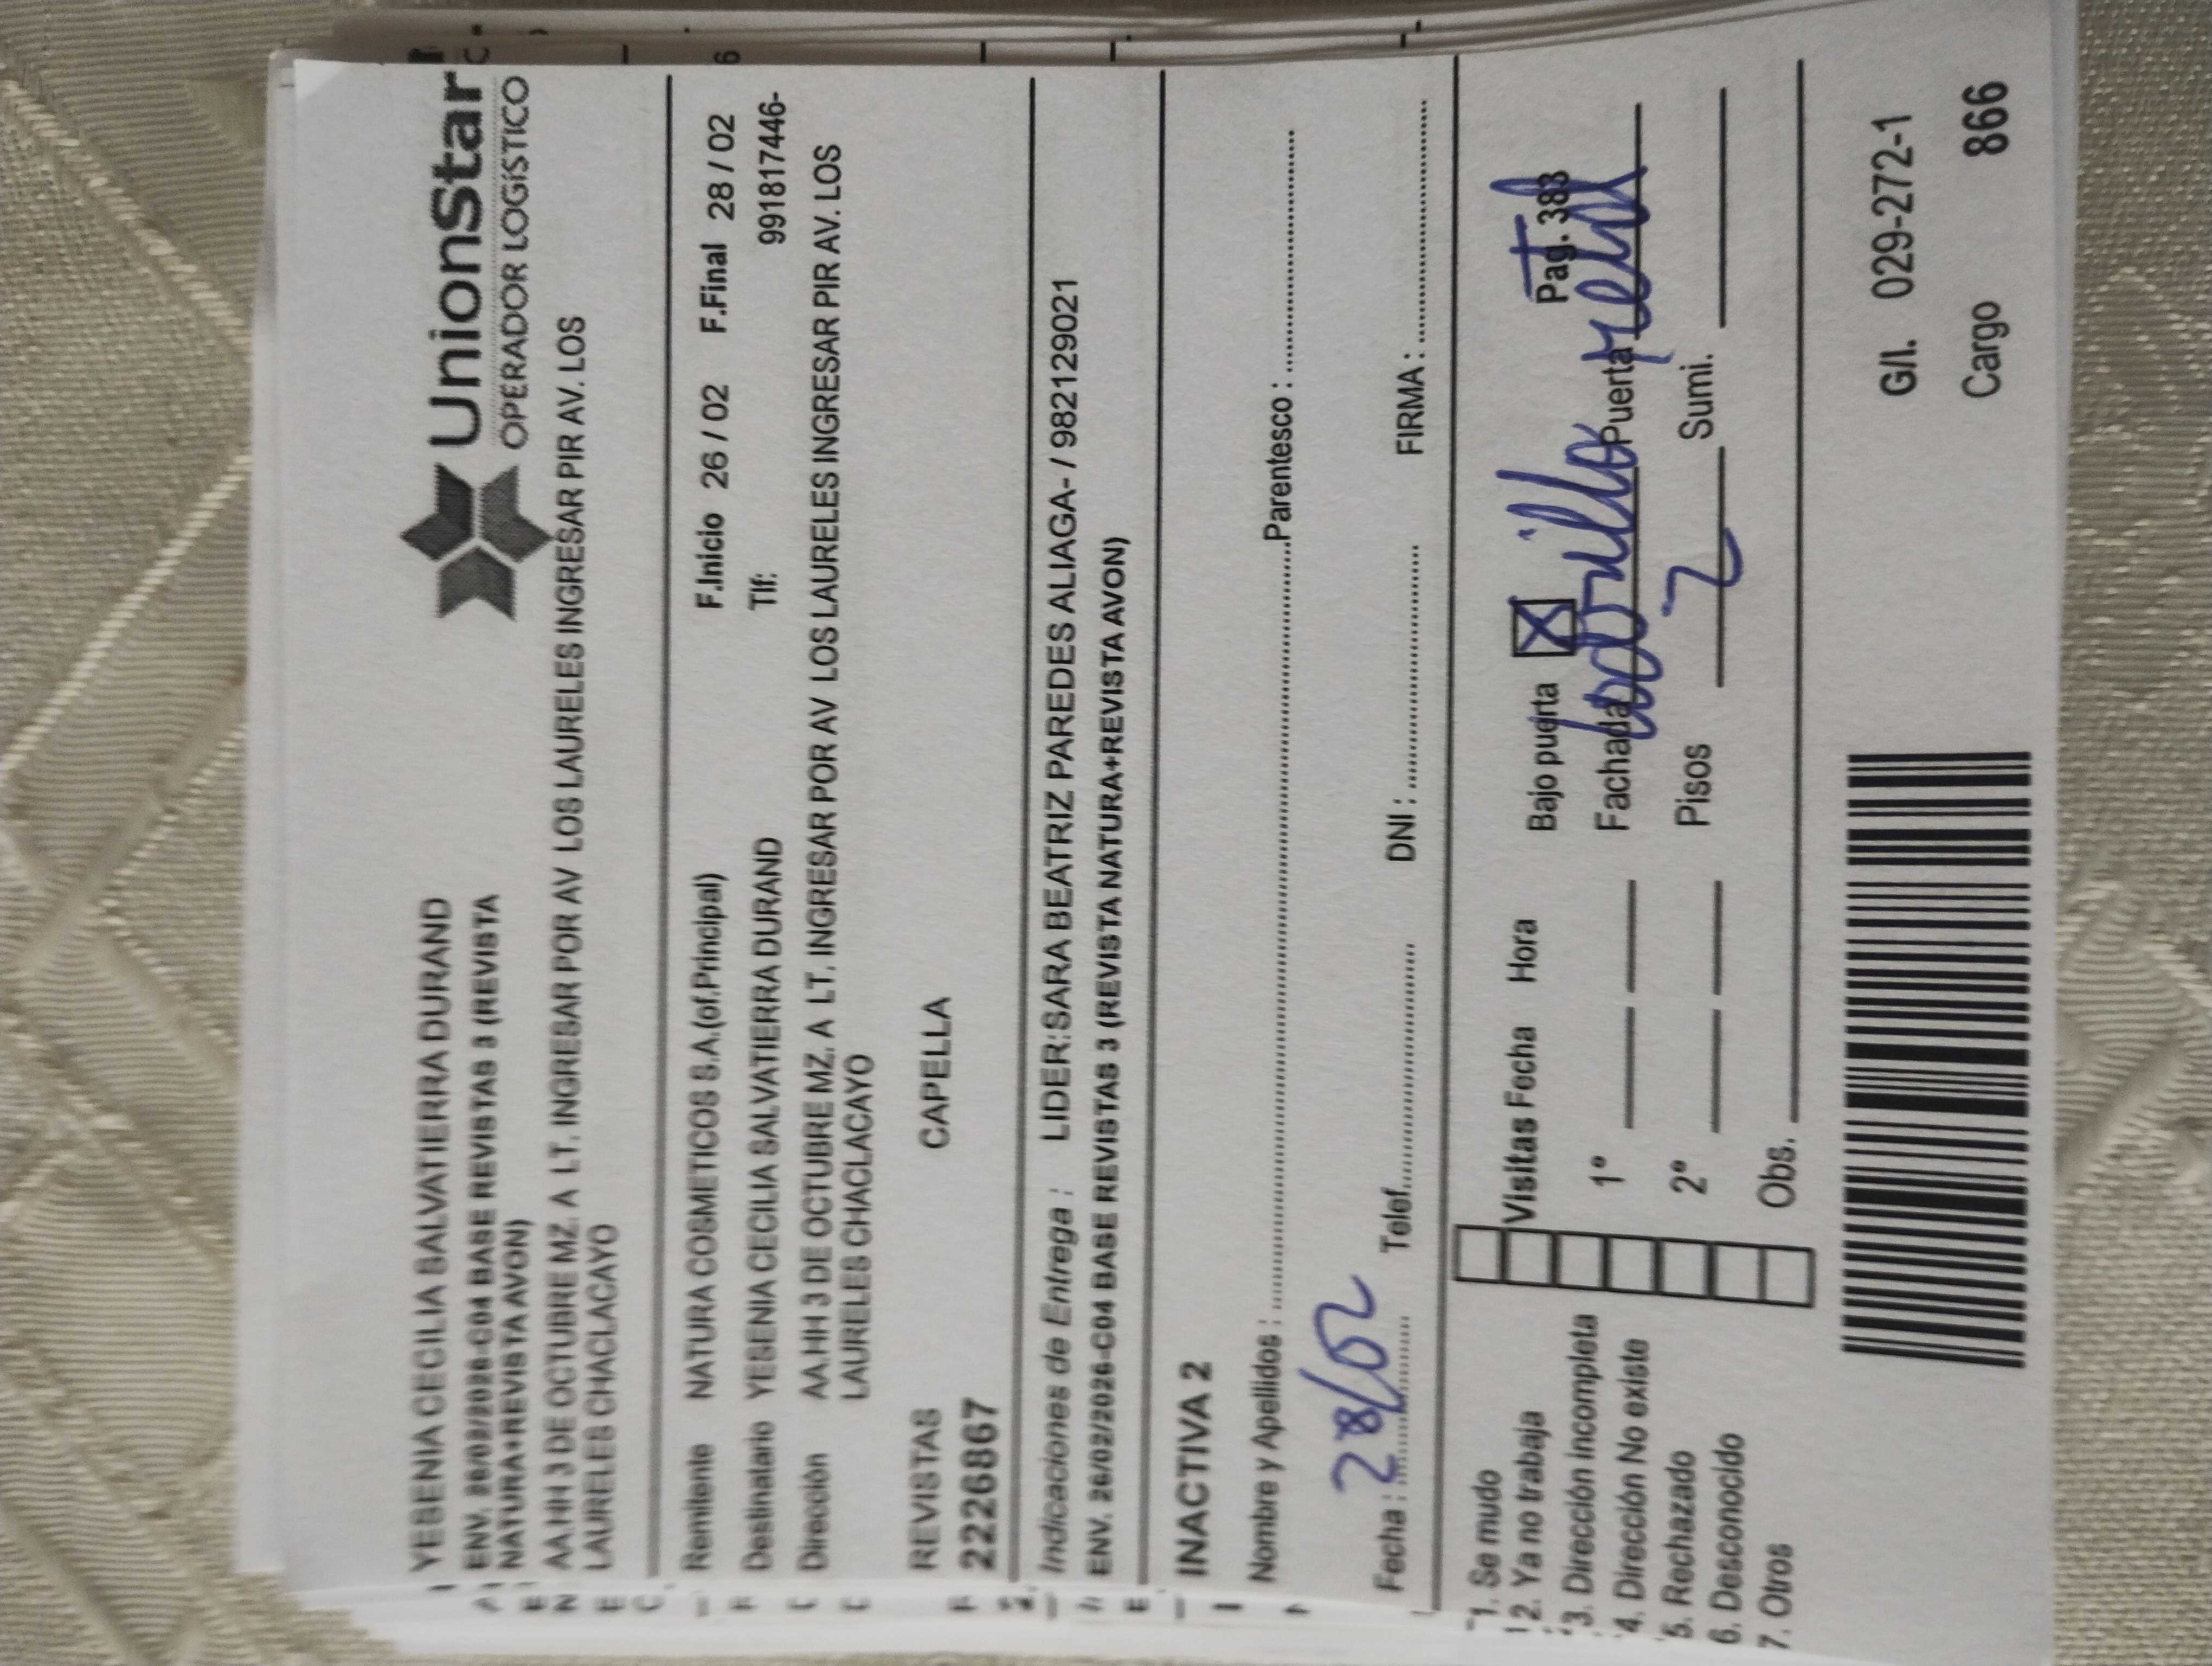 UnionStar
OPERADOR LOGíSTICO
YESENIA CECILIA SALVATIERRA DURAND
ENV. 26/02/2026-C04 BASE REVISTAS 3 (REVISTA
NATURA+REVISTA AVON)
AA HH 3 DE OCTUBRE MZ. A LT. INGRESAR POR AV LOS LAURELES INGRESAR PIR AV. LOS
LAURELES CHACLACAYO
Remitente NATURA COSMETICOS S.A.(of.Principal) F.Inicio 26 / 02 F.Final 28 / 02
Destinatario YESENIA CECILIA SALVATIERRA DURAND Tlf: 991817446-
Dirección AA HH 3 DE OCTUBRE MZ. A LT. INGRESAR POR AV LOS LAURELES INGRESAR PIR AV. LOS
LAURELES CHACLACAYO
REVISTAS CAPELLA
2226867
Indicaciones de Entrega : LIDER:SARA BEATRIZ PAREDES ALIAGA- / 982129021
ENV. 26/02/2026-C04 BASE REVISTAS 3 (REVISTA NATURA+REVISTA AVON)
INACTIVA 2
Nombre y Apellidos : Parentesco :
Fecha : 28/02 Telef. DNI : FIRMA :
1. Se mudo
2. Ya no trabaja
3. Dirección incompleta
4. Dirección No existe
5. Rechazado
6. Desconocido
7. Otros
Visitas Fecha Hora Bajo puerta X Pag. 383
1º Fachada ladrillo Puerta metal
2º Pisos 2 Sumi.
Obs.
G/I. 029-272-1
Cargo 866